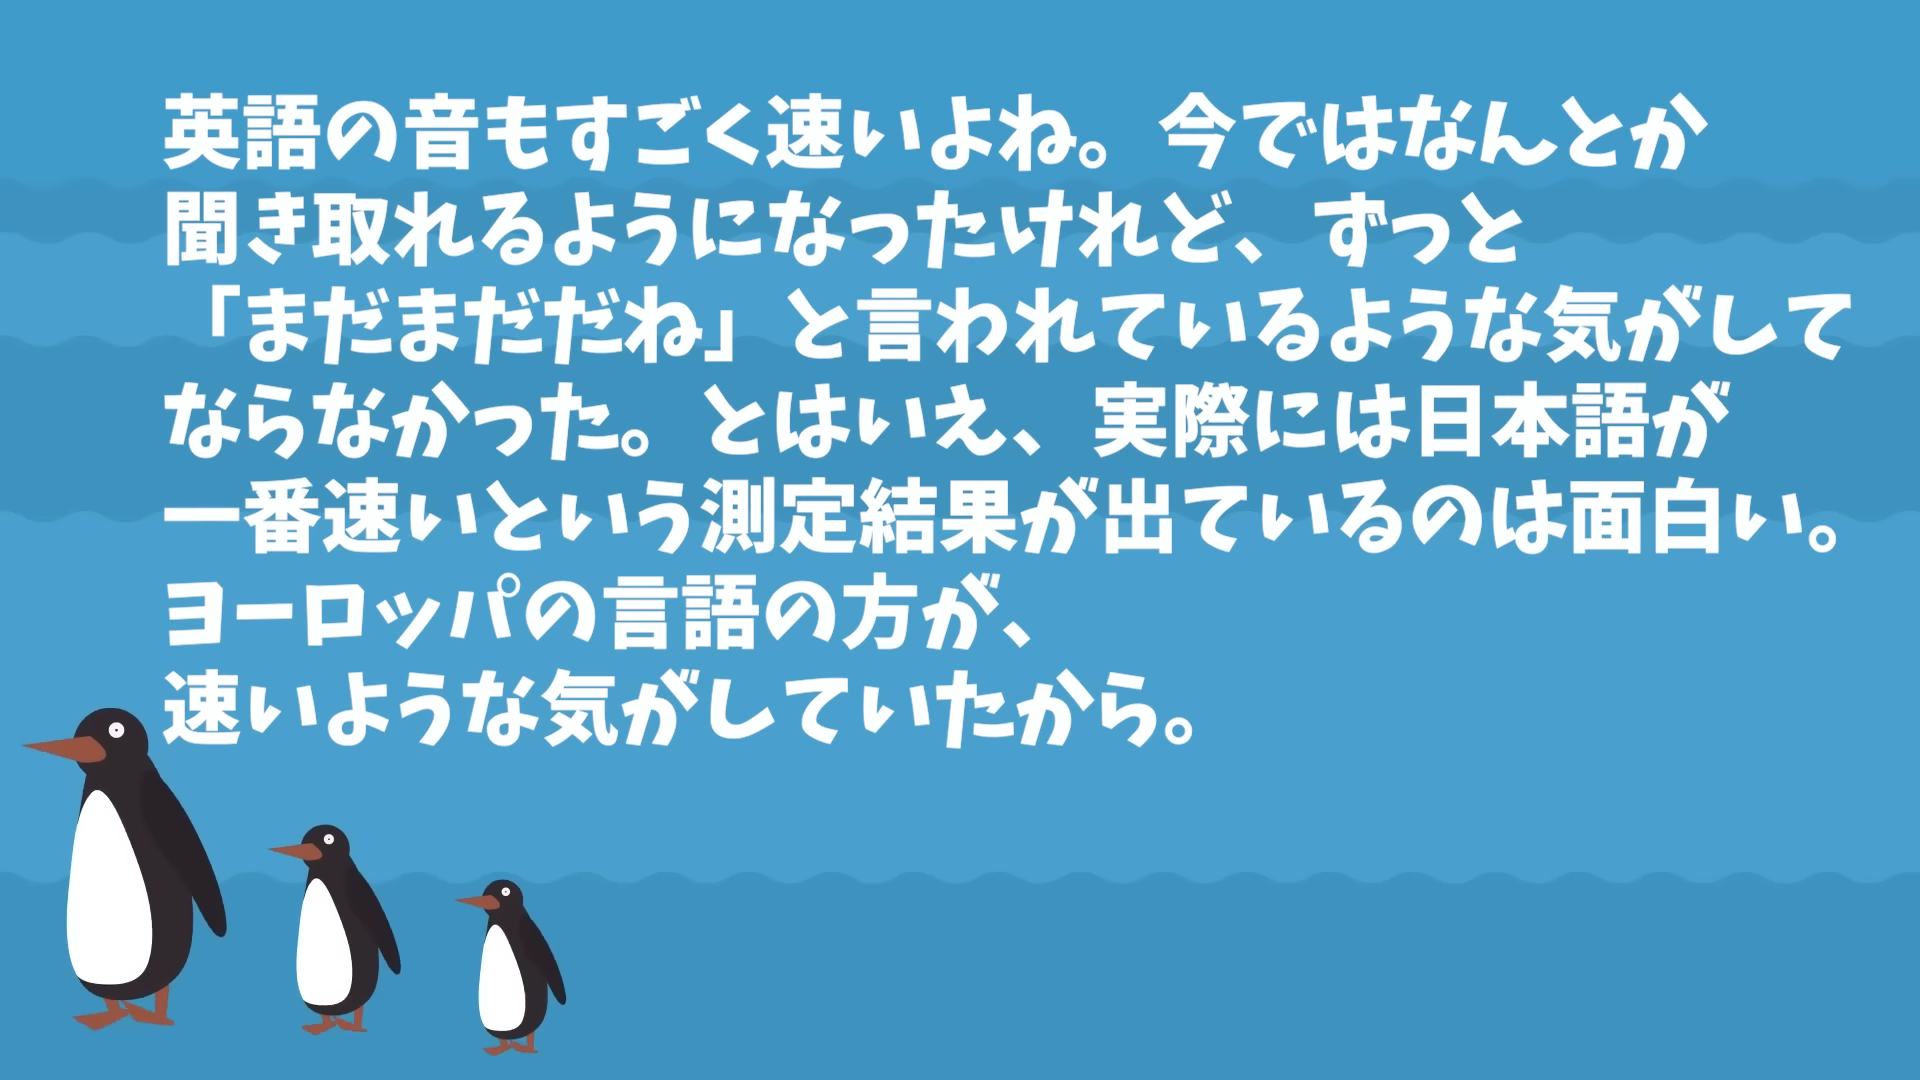 英語の音もすごく速いよね。今ではなんとか
聞き取れるようになったけれど、ずっと
「まだまだだね」と言われているような気がして
ならなかった。とはいえ、実際には日本語が
一番速いという測定結果が出ているのは面白い。
ヨーロッパの言語の方が、
速いような気がしていたから。